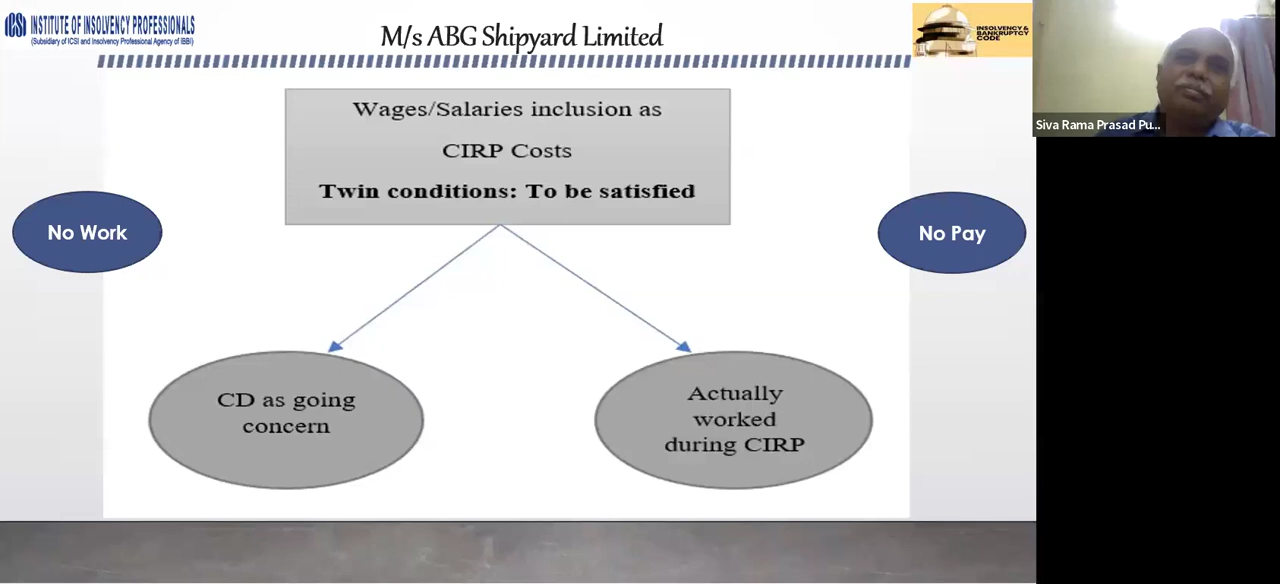 ICSI INSTITUTE OF INSOLVENCY PROFESSIONALS
(Subsidiary of ICSI and Insolvency Professional Agency of IBBI)
M/s ABG Shipyard Limited
INSOLVENCY &
BANKRUPTCY
CODE
Siva Rama Prasad Pu...
Wages/Salaries inclusion as
CIRP Costs
Twin conditions: To be satisfied
No Work
No Pay
CD as going
concern
Actually
worked
during CIRP